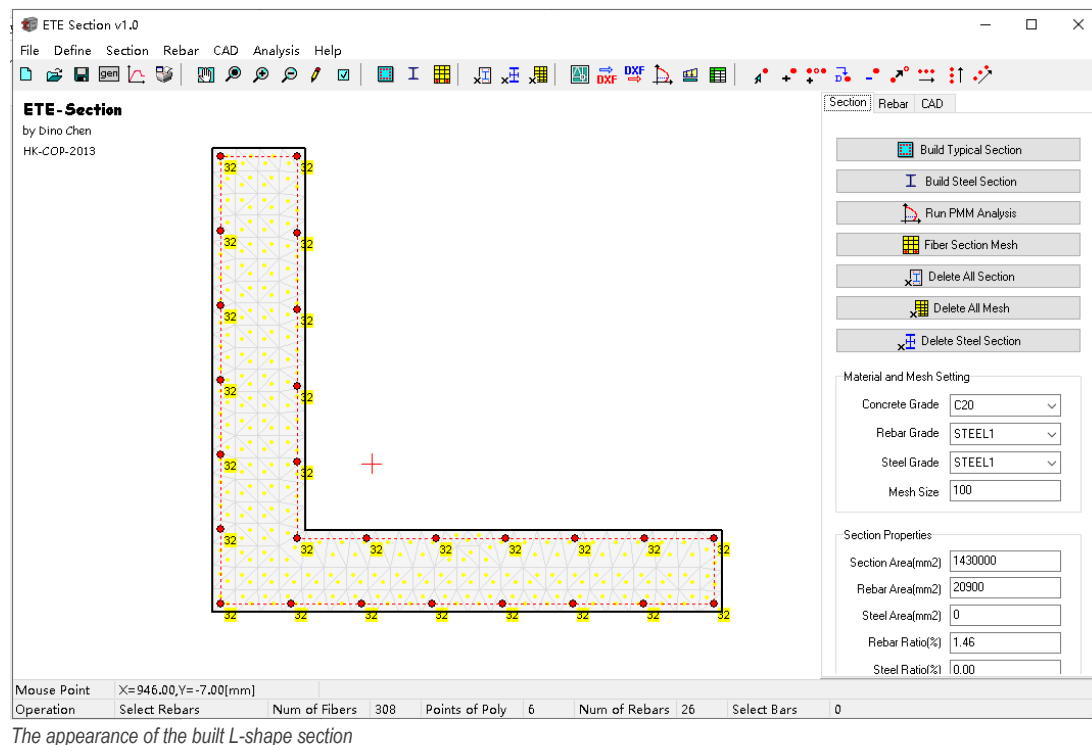 ETE Section v1.0
File Define Section Rebar CAD Analysis Help
gen DXF DXF
ETE-Section
by Dino Chen
HK-COP-2013
Section Rebar CAD
Build Typical Section
Build Steel Section
Run PMM Analysis
Fiber Section Mesh
Delete All Section
Delete All Mesh
Delete Steel Section
Material and Mesh Setting
Concrete Grade C20
Rebar Grade STEEL1
Steel Grade STEEL1
Mesh Size 100
Section Properties
Section Area(mm2) 1430000
Rebar Area(mm2) 20900
Steel Area(mm2) 0
Rebar Ratio(%) 1.46
Steel Ratio(%) 0.00
32 32
32 32
32 32
32 32
32 32
32 32 32 32 32 32 32 32
32 32 32 32 32 32 32 32
Mouse Point X=946.00,Y=-7.00[mm]
Operation Select Rebars Num of Fibers 308 Points of Poly 6 Num of Rebars 26 Select Bars 0
The appearance of the built L-shape section